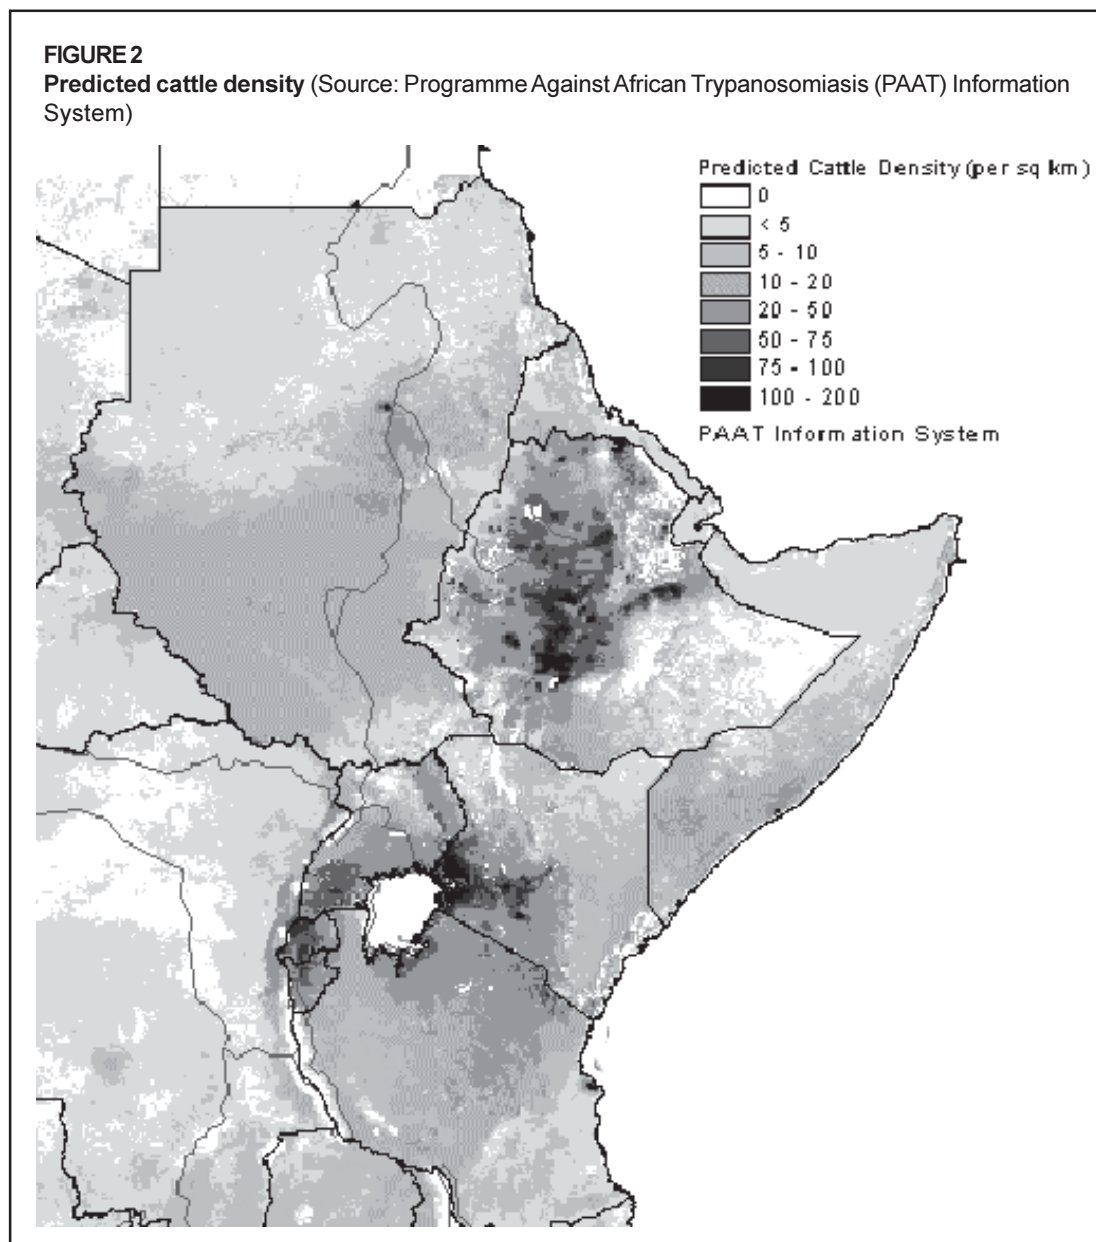 FIGURE 2
Predicted cattle density (Source: Programme Against African Trypanosomiasis (PAAT) Information
System)
Predicted Cattle Density (per sq km)
0
< 5
5 - 10
10 - 20
20 - 50
50 - 75
75 - 100
100 - 200
PAAT Information System